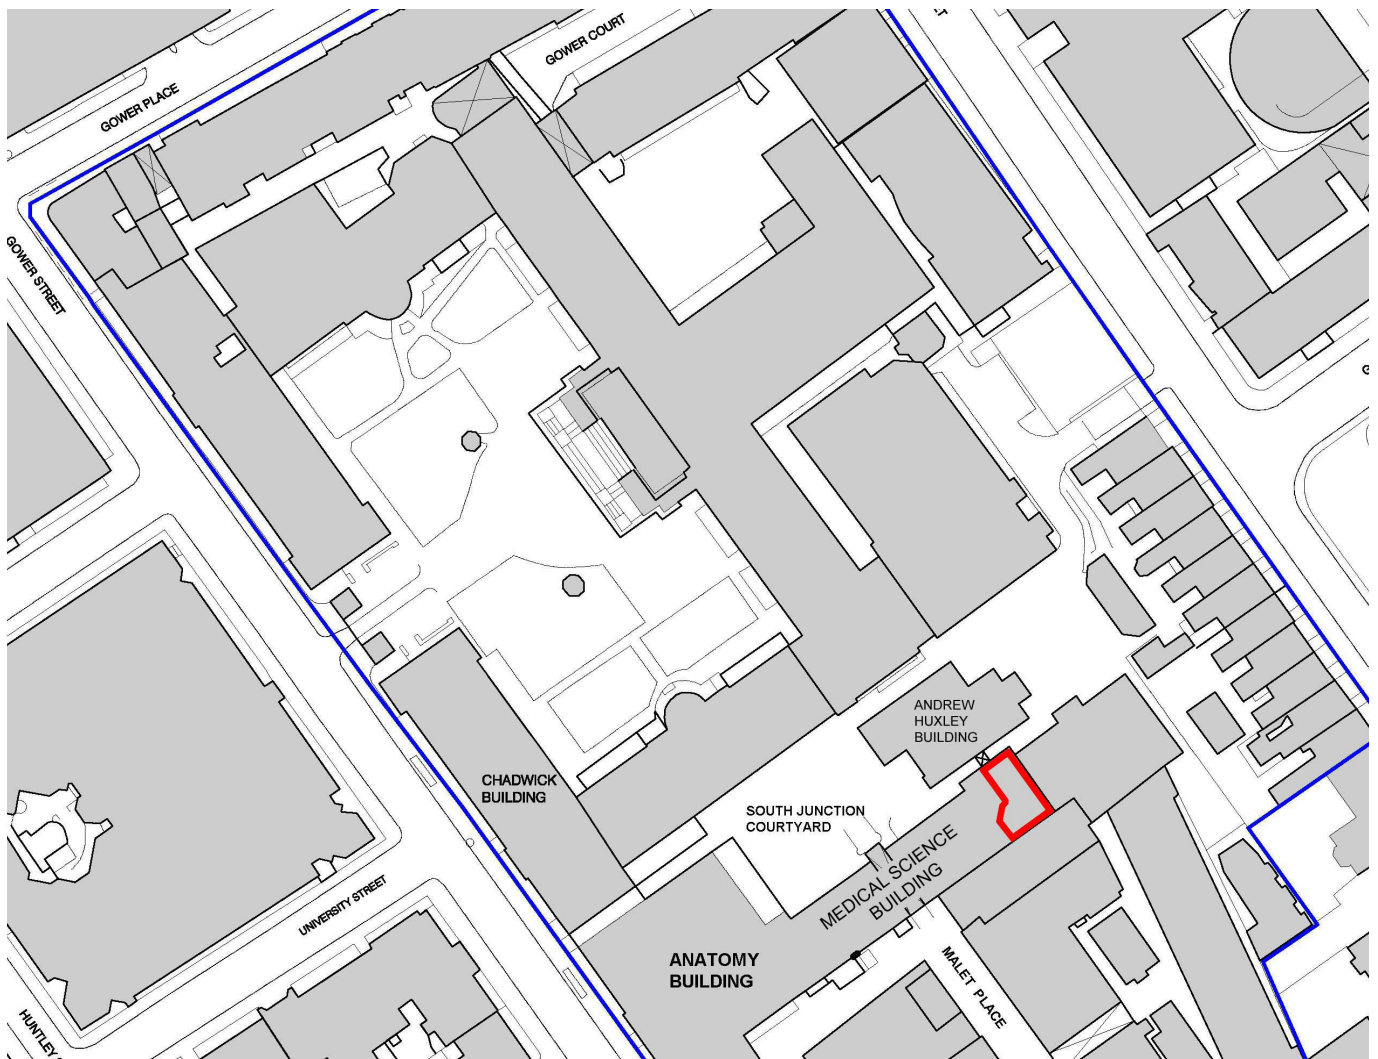 GOWER COURT
GOWER PLACE
GOWER STREET
ANDREW
HUXLEY
BUILDING
CHADWICK
BUILDING
SOUTH JUNCTION
COURTYARD
MEDICAL SCIENCE
BUILDING
UNIVERSITY STREET
ANATOMY
BUILDING
MALET PLACE
HUNTLEY